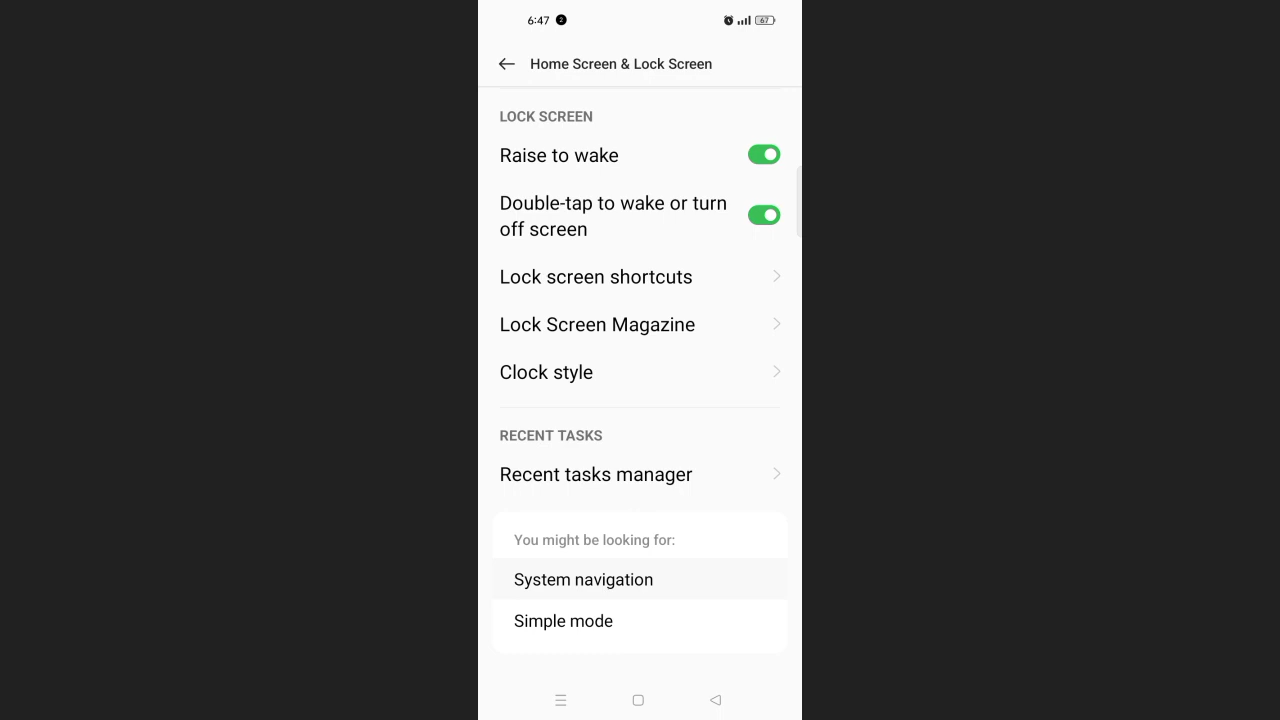 6:47 2 67
Home Screen & Lock Screen
LOCK SCREEN
Raise to wake
Double-tap to wake or turn
off screen
Lock screen shortcuts
Lock Screen Magazine
Clock style
RECENT TASKS
Recent tasks manager
You might be looking for:
System navigation
Simple mode